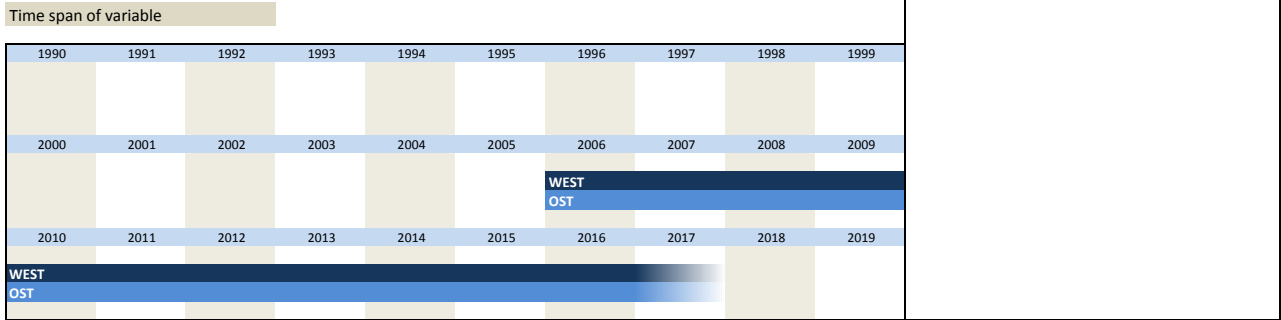 Time span of variable
1990 1991 1992 1993 1994 1995 1996 1997 1998 1999
2000 2001 2002 2003 2004 2005 2006 2007 2008 2009
WEST
OST
2010 2011 2012 2013 2014 2015 2016 2017 2018 2019
WEST
OST